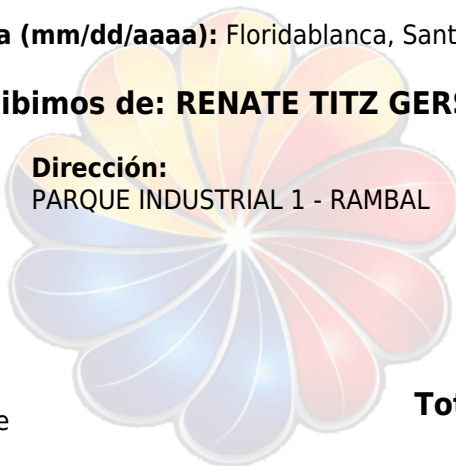 a (mm/dd/aaaa): Floridablanca, Sant
ibimos de: RENATE TITZ GERS
Dirección:
PARQUE INDUSTRIAL 1 - RAMBAL
Tot
e